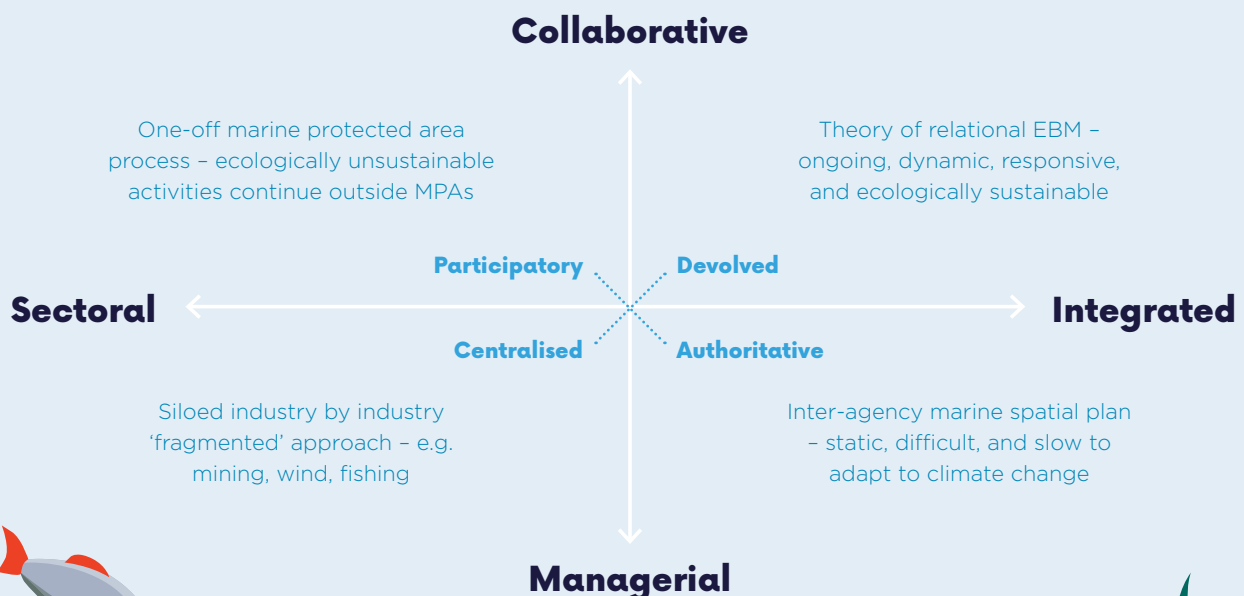 Collaborative
One-off marine protected area
process – ecologically unsustainable
activities continue outside MPAs
Theory of relational EBM –
ongoing, dynamic, responsive,
and ecologically sustainable
Participatory
Devolved
Sectoral
Integrated
Centralised
Authoritative
Siloed industry by industry
‘fragmented’ approach – e.g.
mining, wind, fishing
Inter-agency marine spatial plan
– static, difficult, and slow to
adapt to climate change
Managerial